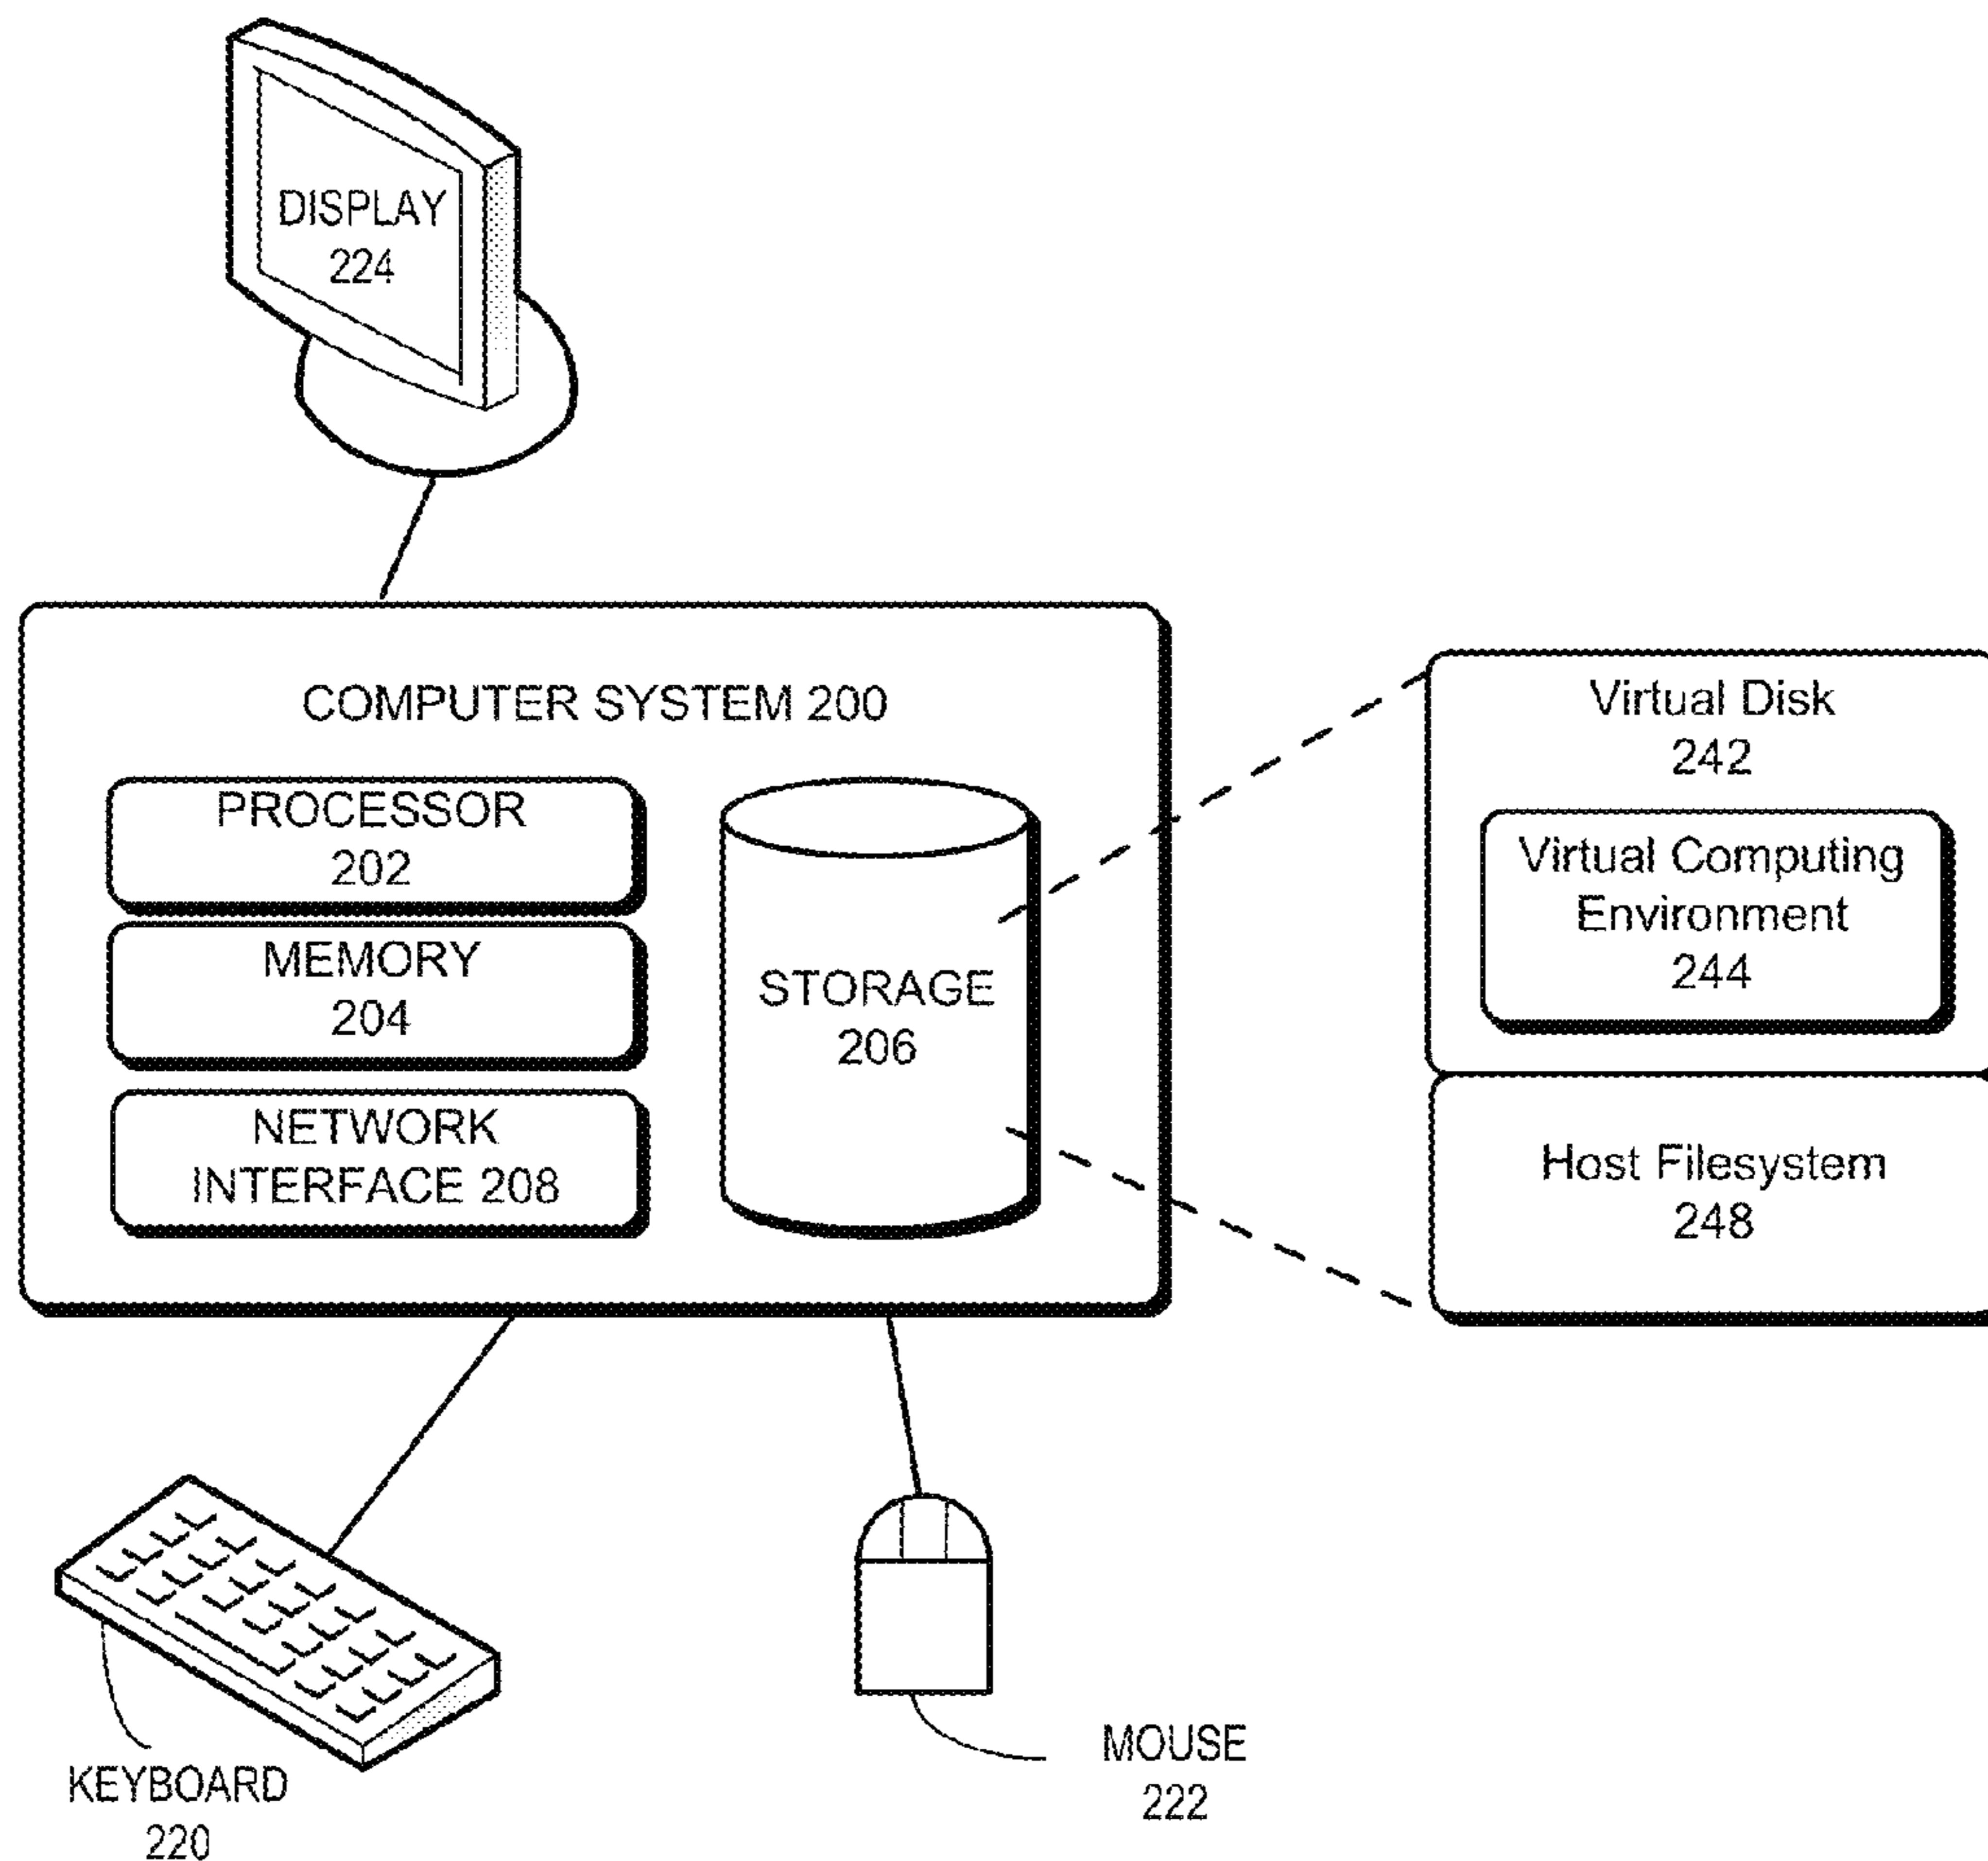 DISPLAY
224
COMPUTER SYSTEM 200
PROCESSOR
202
MEMORY
204
NETWORK
INTERFACE 208
STORAGE
206
Virtual Disk
242
Virtual Computing
Environment
244
Host Filesystem
248
KEYBOARD
220
MOUSE
222